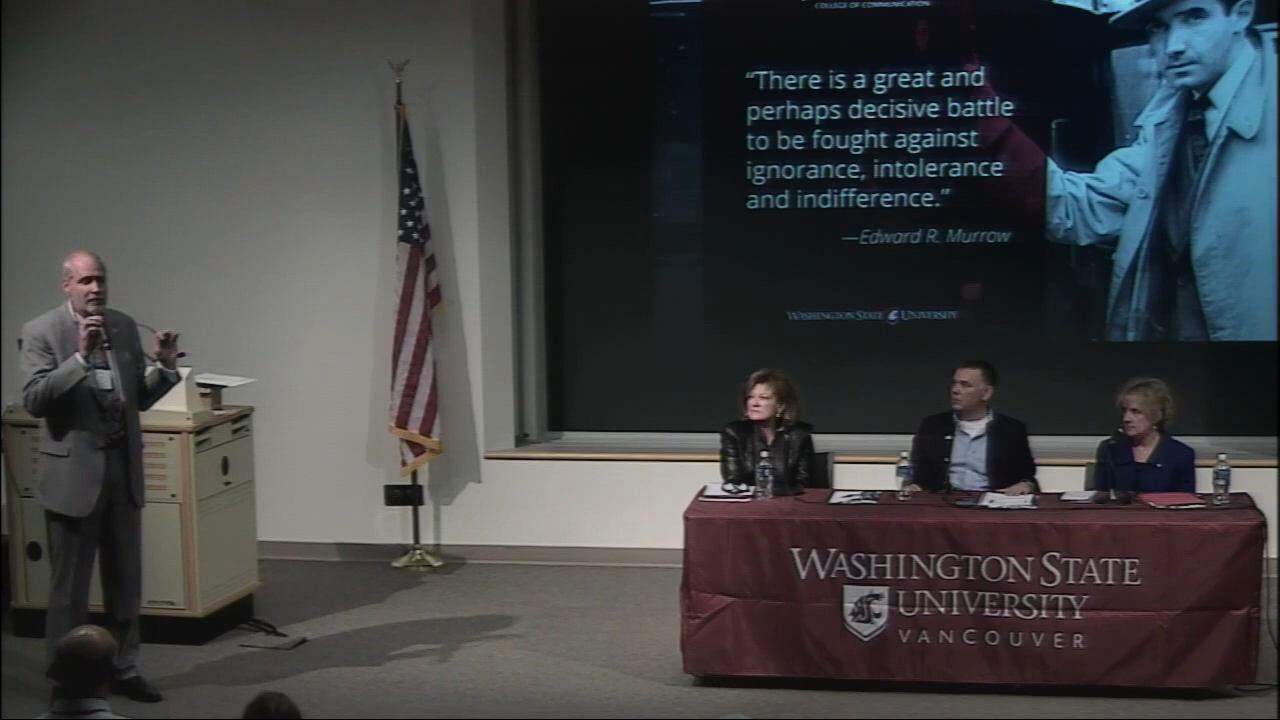 COLLEGE OF COMMUNICATION
“There is a great and
perhaps decisive battle
to be fought against
ignorance, intolerance
and indifference.”
—Edward R. Murrow
WASHINGTON STATE UNIVERSITY
WASHINGTON STATE
UNIVERSITY
VANCOUVER